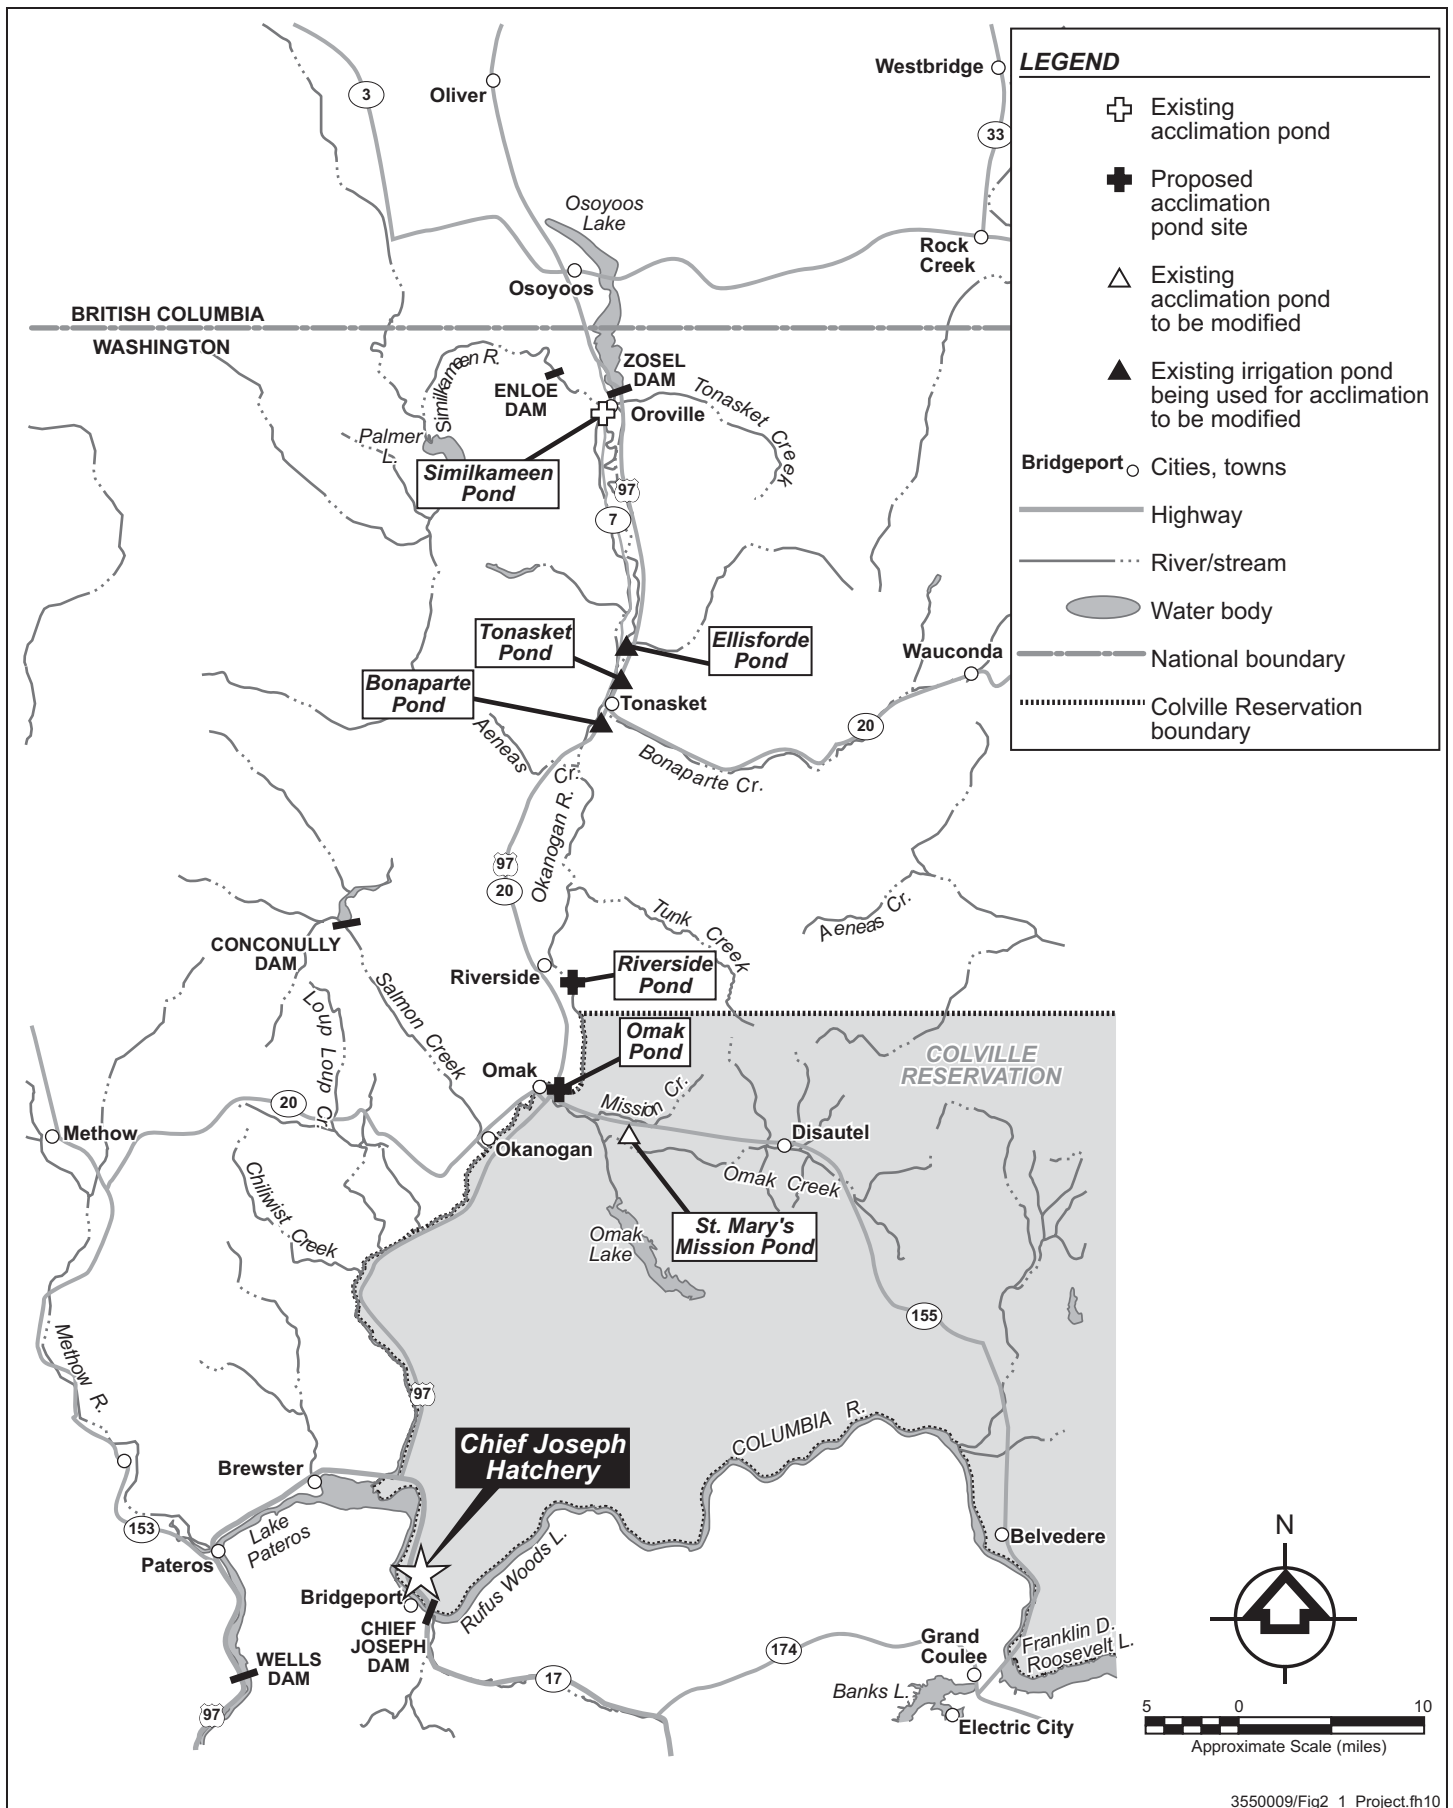 Westbridge
Oliver
3
33
Osoyoos
Lake
Rock
Creek
Osoyoos
BRITISH COLUMBIA
WASHINGTON
Similkameen R.
ENLOE
DAM
ZOSEL
DAM
Tonasket Creek
Oroville
Palmer
L.
Similkameen
Pond
97
7
Tonasket
Pond
Ellisforde
Pond
Bonaparte
Pond
Wauconda
Tonasket
20
Aeneas Cr.
Bonaparte Cr.
Okanogan R.
97
20
Tunk Creek
Aeneas Cr.
CONCONULLY
DAM
Riverside
Riverside
Pond
Salmon Creek
Loup Loup Cr.
Omak
Pond
COLVILLE
RESERVATION
Omak
20
Mission Cr.
Methow
Okanogan
Disautel
Omak Creek
Chiliwist Creek
St. Mary's
Mission Pond
Omak
Lake
155
Methow R.
97
COLUMBIA R.
Chief Joseph
Hatchery
Brewster
153
Lake
Pateros
Pateros
Belvedere
Rufus Woods L.
Bridgeport
CHIEF
JOSEPH
DAM
WELLS
DAM
97
17
174
Grand
Coulee
Franklin D.
Roosevelt L.
Banks L.
Electric City
LEGEND
Existing
acclimation pond
Proposed
acclimation
pond site
Existing
acclimation pond
to be modified
Existing irrigation pond
being used for acclimation
to be modified
Bridgeport Cities, towns
Highway
River/stream
Water body
National boundary
Colville Reservation
boundary
N
5 0 10
Approximate Scale (miles)
3550009/Fig2_1_Project.fh10